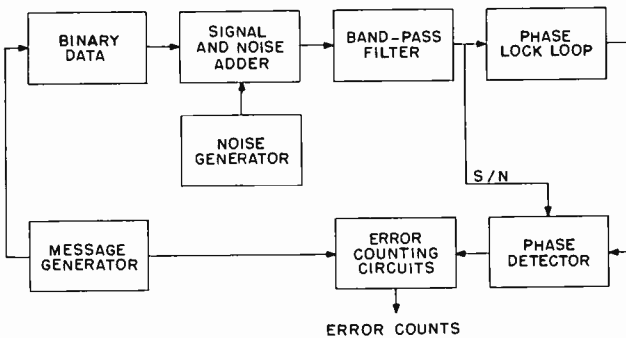 BINARY
DATA
SIGNAL
AND NOISE
ADDER
BAND-PASS
FILTER
PHASE
LOCK LOOP
NOISE
GENERATOR
S/N
MESSAGE
GENERATOR
ERROR
COUNTING
CIRCUITS
PHASE
DETECTOR
ERROR COUNTS